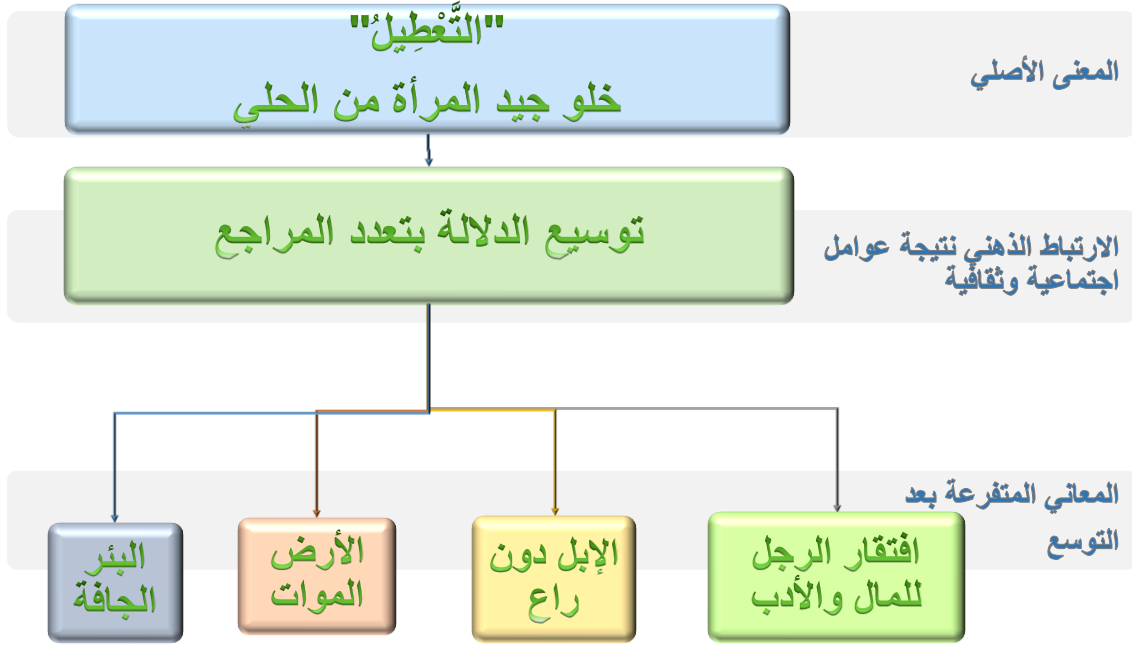 المعنى الأصلي
"التَّعْطِيلُ"
خلو جيد المرأة من الحلي
الارتباط الذهني نتيجة عوامل
اجتماعية وثقافية
توسيع الدلالة بتعدد المراجع
المعاني المتفرعة بعد
التوسع
افتقار الرجل
للمال والأدب
الإبل دون
راع
الأرض
الموات
البئر
الجافة